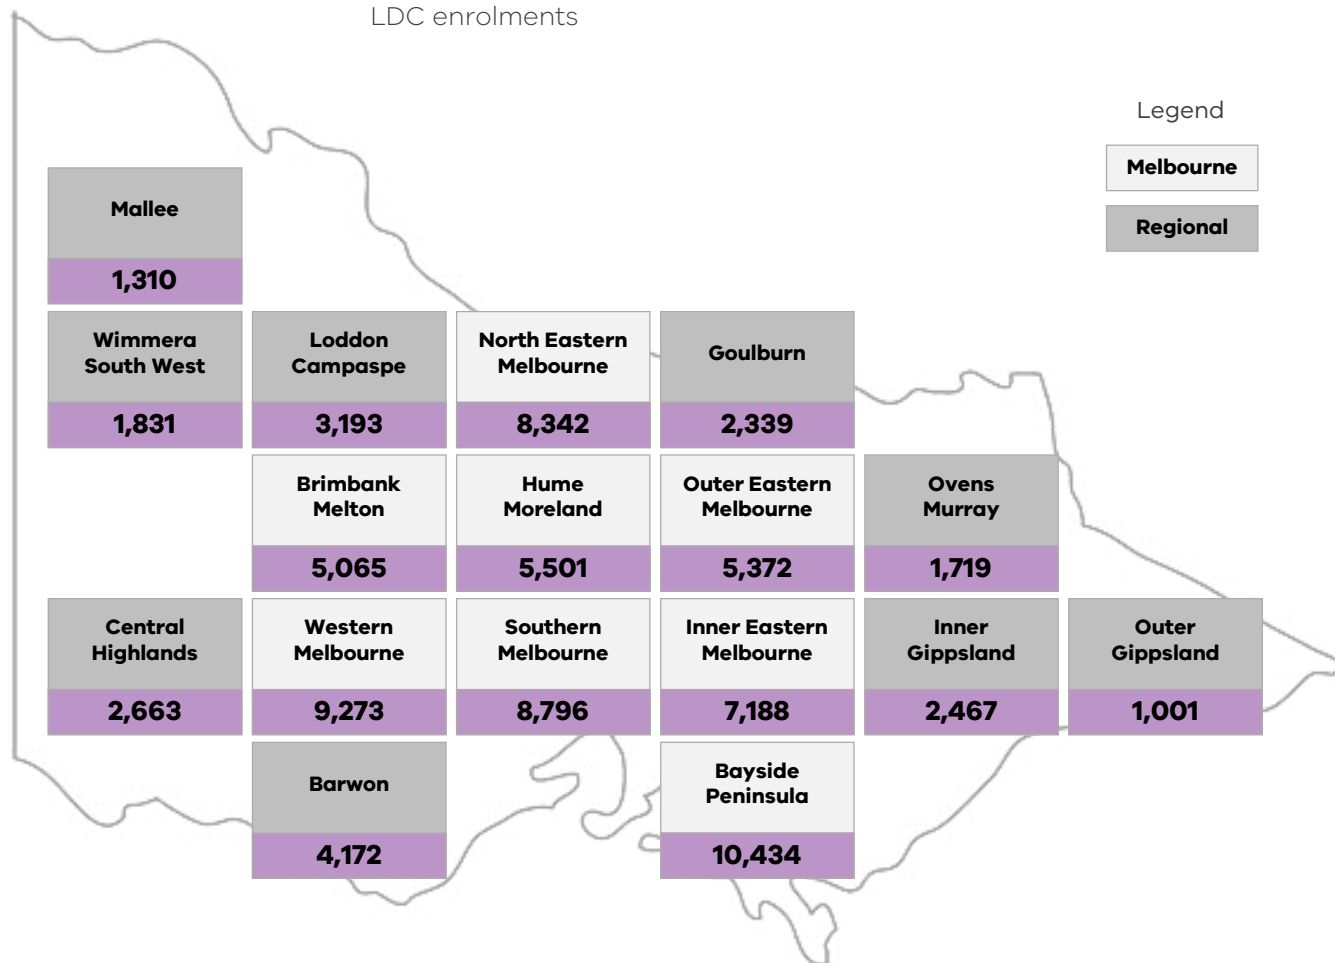 LDC enrolments
Legend
Melbourne
Regional
Mallee
1,310
Wimmera
South West
1,831
Loddon
Campaspe
3,193
North Eastern
Melbourne
8,342
Goulburn
2,339
Brimbank
Melton
5,065
Hume
Moreland
5,501
Outer Eastern
Melbourne
5,372
Ovens
Murray
1,719
Central
Highlands
2,663
Western
Melbourne
9,273
Southern
Melbourne
8,796
Inner Eastern
Melbourne
7,188
Inner
Gippsland
2,467
Outer
Gippsland
1,001
Barwon
4,172
Bayside
Peninsula
10,434